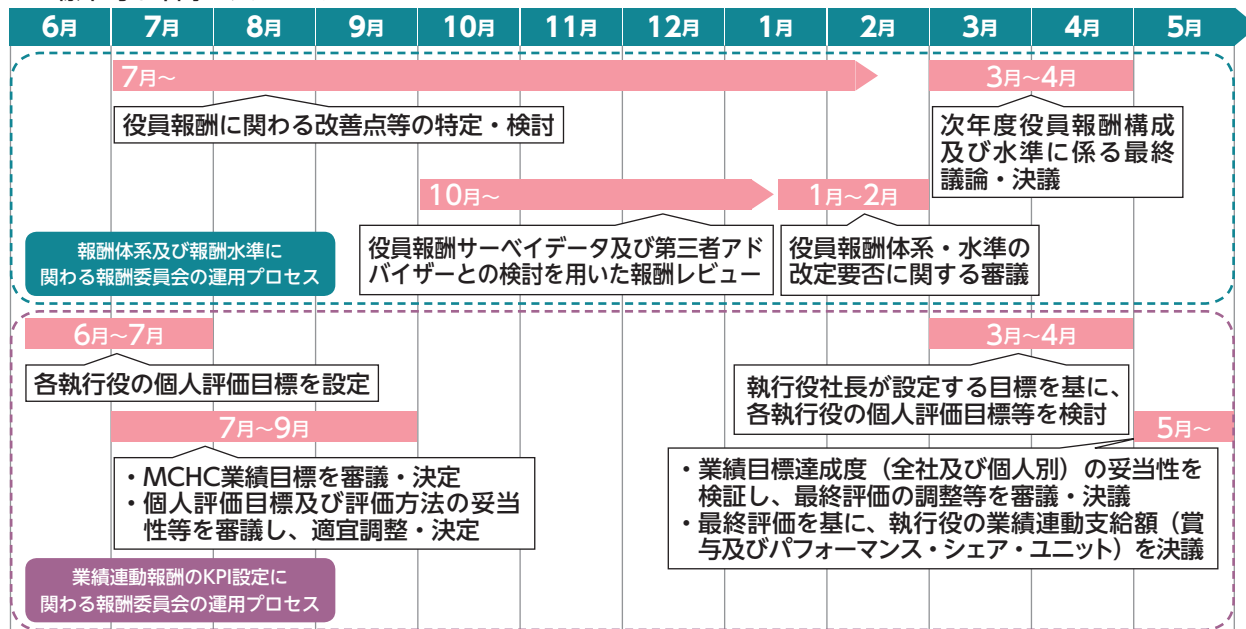 6月 7月 8月 9月 10月 11月 12月 1月 2月 3月 4月 5月
7月～
役員報酬に関わる改善点等の特定・検討
3月～4月
次年度役員報酬構成
及び水準に係る最終
議論・決議
10月～
役員報酬サーベイデータ及び第三者アド
バイザーとの検討を用いた報酬レビュー
1月～2月
役員報酬体系・水準の
改定要否に関する審議
報酬体系及び報酬水準に
関わる報酬委員会の運用プロセス
6月～7月
各執行役の個人評価目標を設定
3月～4月
執行役社長が設定する目標を基に、
各執行役の個人評価目標等を検討
7月～9月
・MCHC業績目標を審議・決定
・個人評価目標及び評価方法の妥当
性等を審議し、適宜調整・決定
5月～
・業績目標達成度（全社及び個人別）の妥当性を
検証し、最終評価の調整等を審議・決議
・最終評価を基に、執行役の業績連動支給額（賞
与及びパフォーマンス・シェア・ユニット）を決議
業績連動報酬のKPI設定に
関わる報酬委員会の運用プロセス